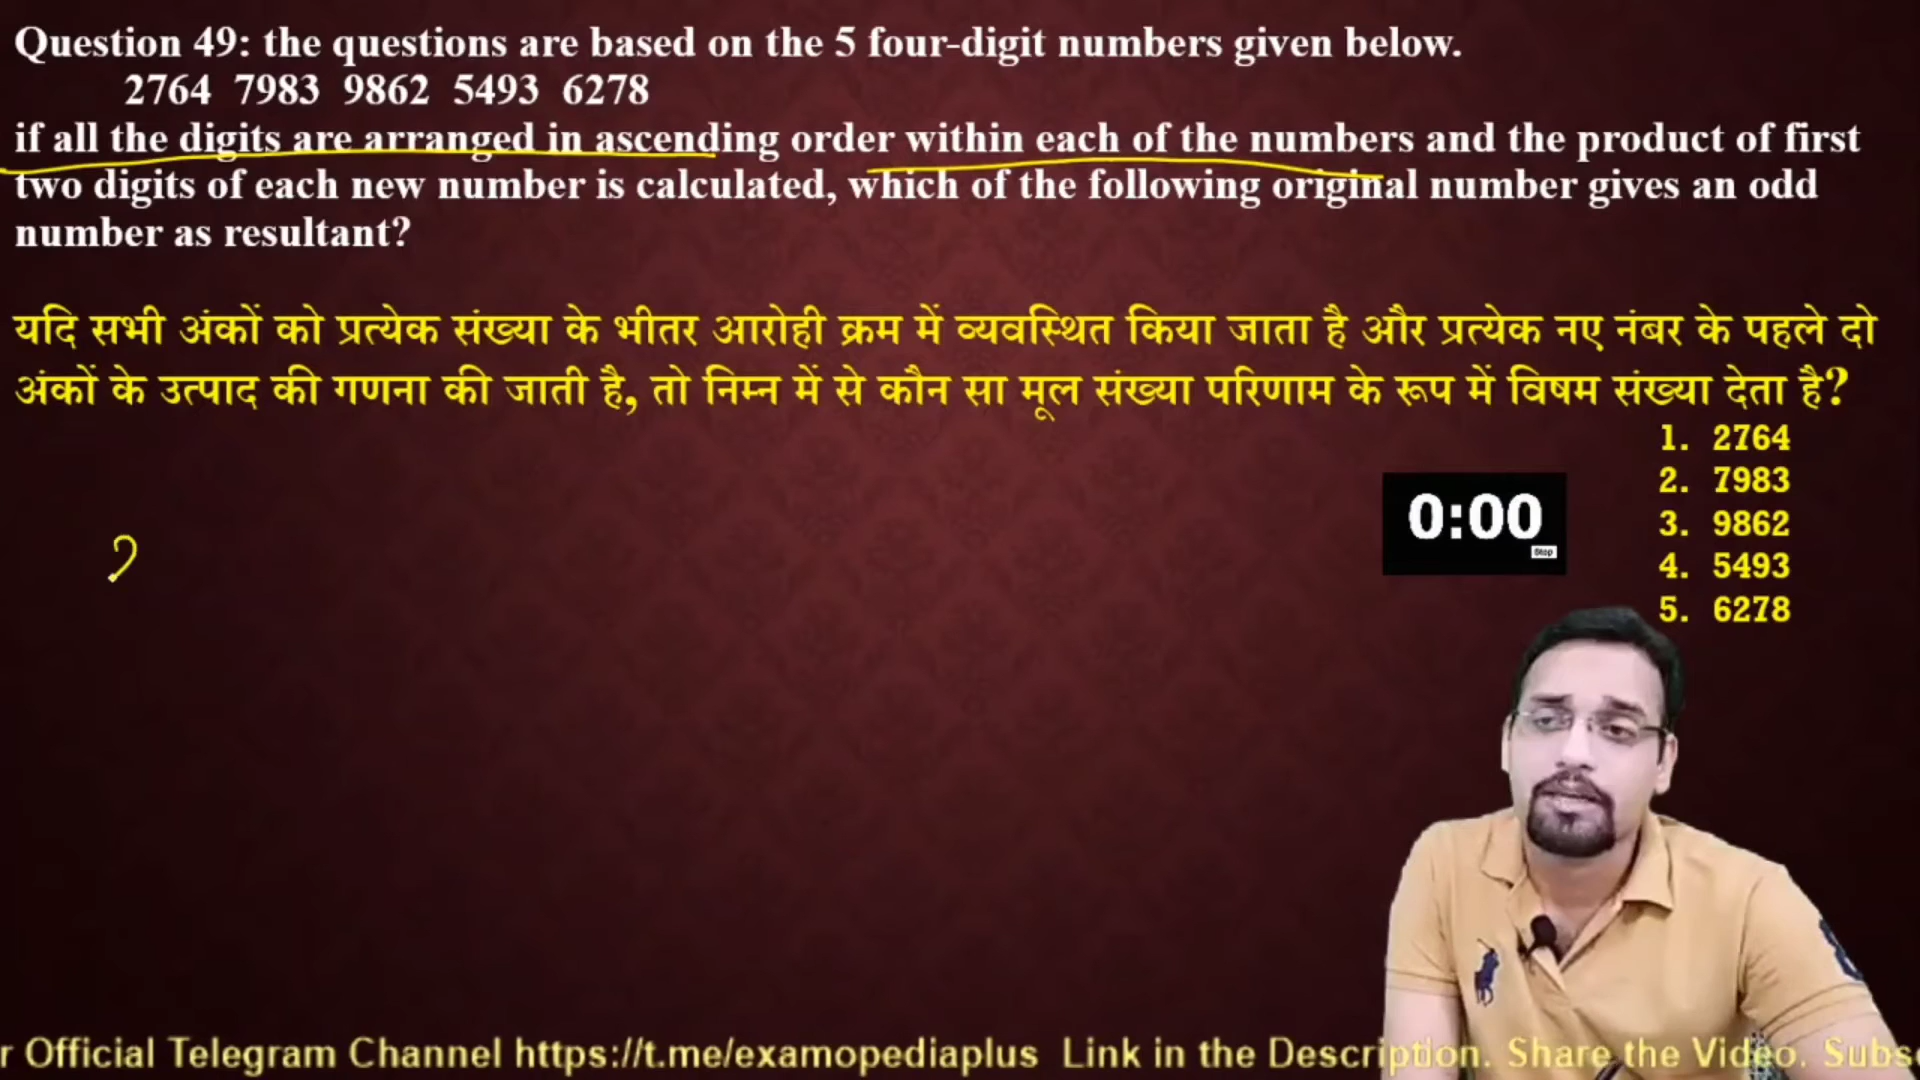 Question 49: the questions are based on the 5 four-digit numbers given below.
2764 7983 9862 5493 6278
if all the digits are arranged in ascending order within each of the numbers and the product of first
two digits of each new number is calculated, which of the following original number gives an odd
number as resultant?
यदि सभी अंकों को प्रत्येक संख्या के भीतर आरोही क्रम में व्यवस्थित किया जाता है और प्रत्येक नए नंबर के पहले दो
अंकों के उत्पाद की गणना की जाती है, तो निम्न में से कौन सा मूल संख्या परिणाम के रूप में विषम संख्या देता है?
1. 2764
2. 7983
3. 9862
4. 5493
5. 6278
0:00
Stop
2
r Official Telegram Channel https://t.me/examopediaplus Link in the Description. Share the Video. Subs